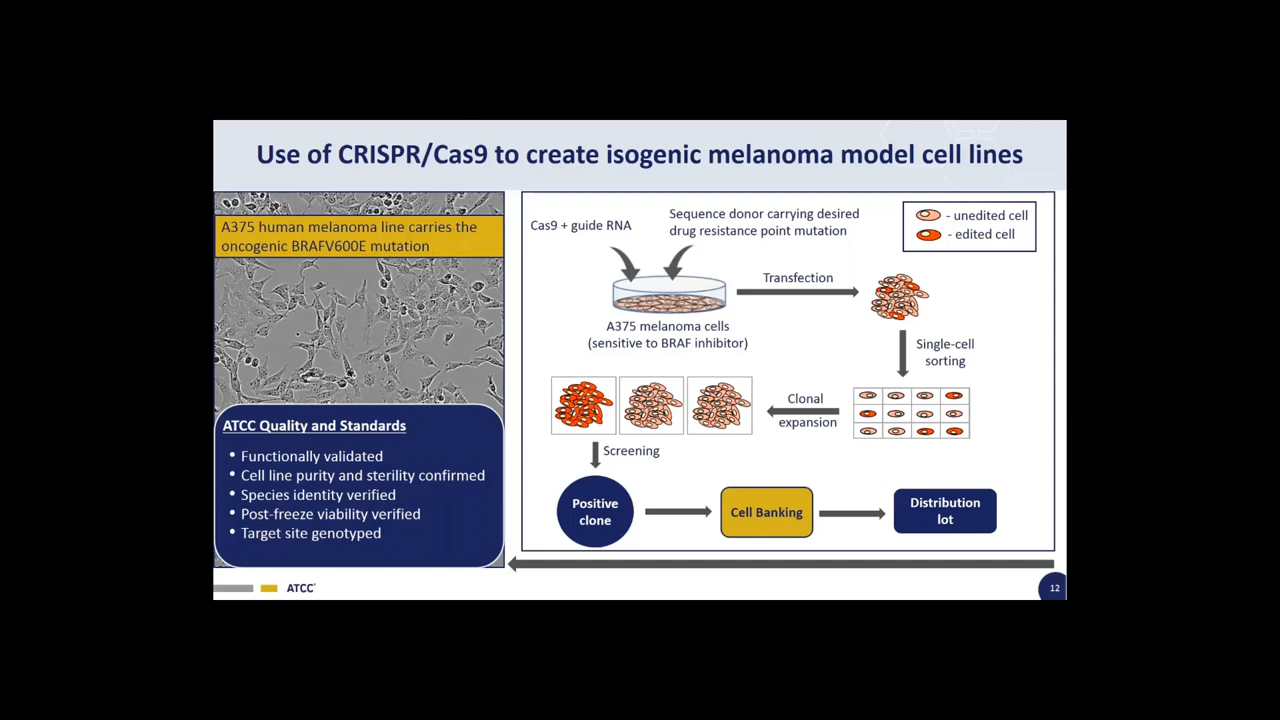 Use of CRISPR/Cas9 to create isogenic melanoma model cell lines
A375 human melanoma line carries the
oncogenic BRAFV600E mutation
ATCC Quality and Standards
• Functionally validated
• Cell line purity and sterility confirmed
• Species identity verified
• Post-freeze viability verified
• Target site genotyped
Cas9 + guide RNA
Sequence donor carrying desired
drug resistance point mutation
- unedited cell
- edited cell
Transfection
A375 melanoma cells
(sensitive to BRAF inhibitor)
Single-cell
sorting
Clonal
expansion
Screening
Positive
clone
Cell Banking
Distribution
lot
ATCC
12